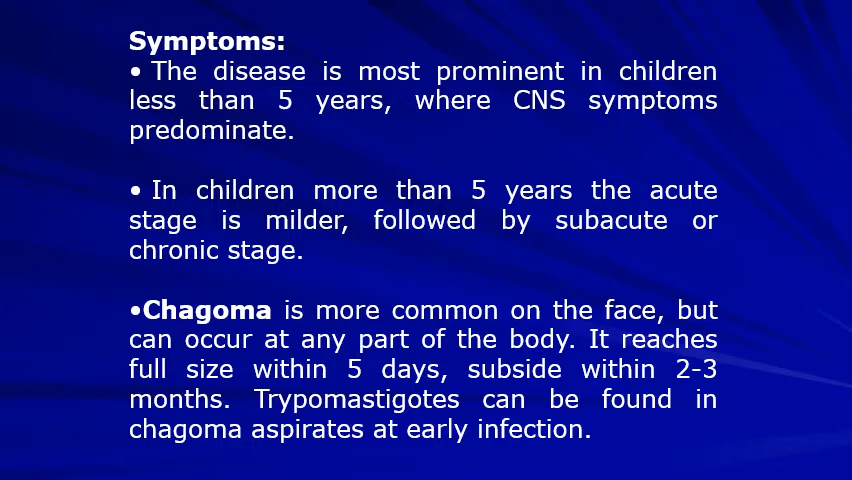 Symptoms:
• The disease is most prominent in children
less than 5 years, where CNS symptoms
predominate.
• In children more than 5 years the acute
stage is milder, followed by subacute or
chronic stage.
•Chagoma is more common on the face, but
can occur at any part of the body. It reaches
full size within 5 days, subside within 2-3
months. Trypomastigotes can be found in
chagoma aspirates at early infection.